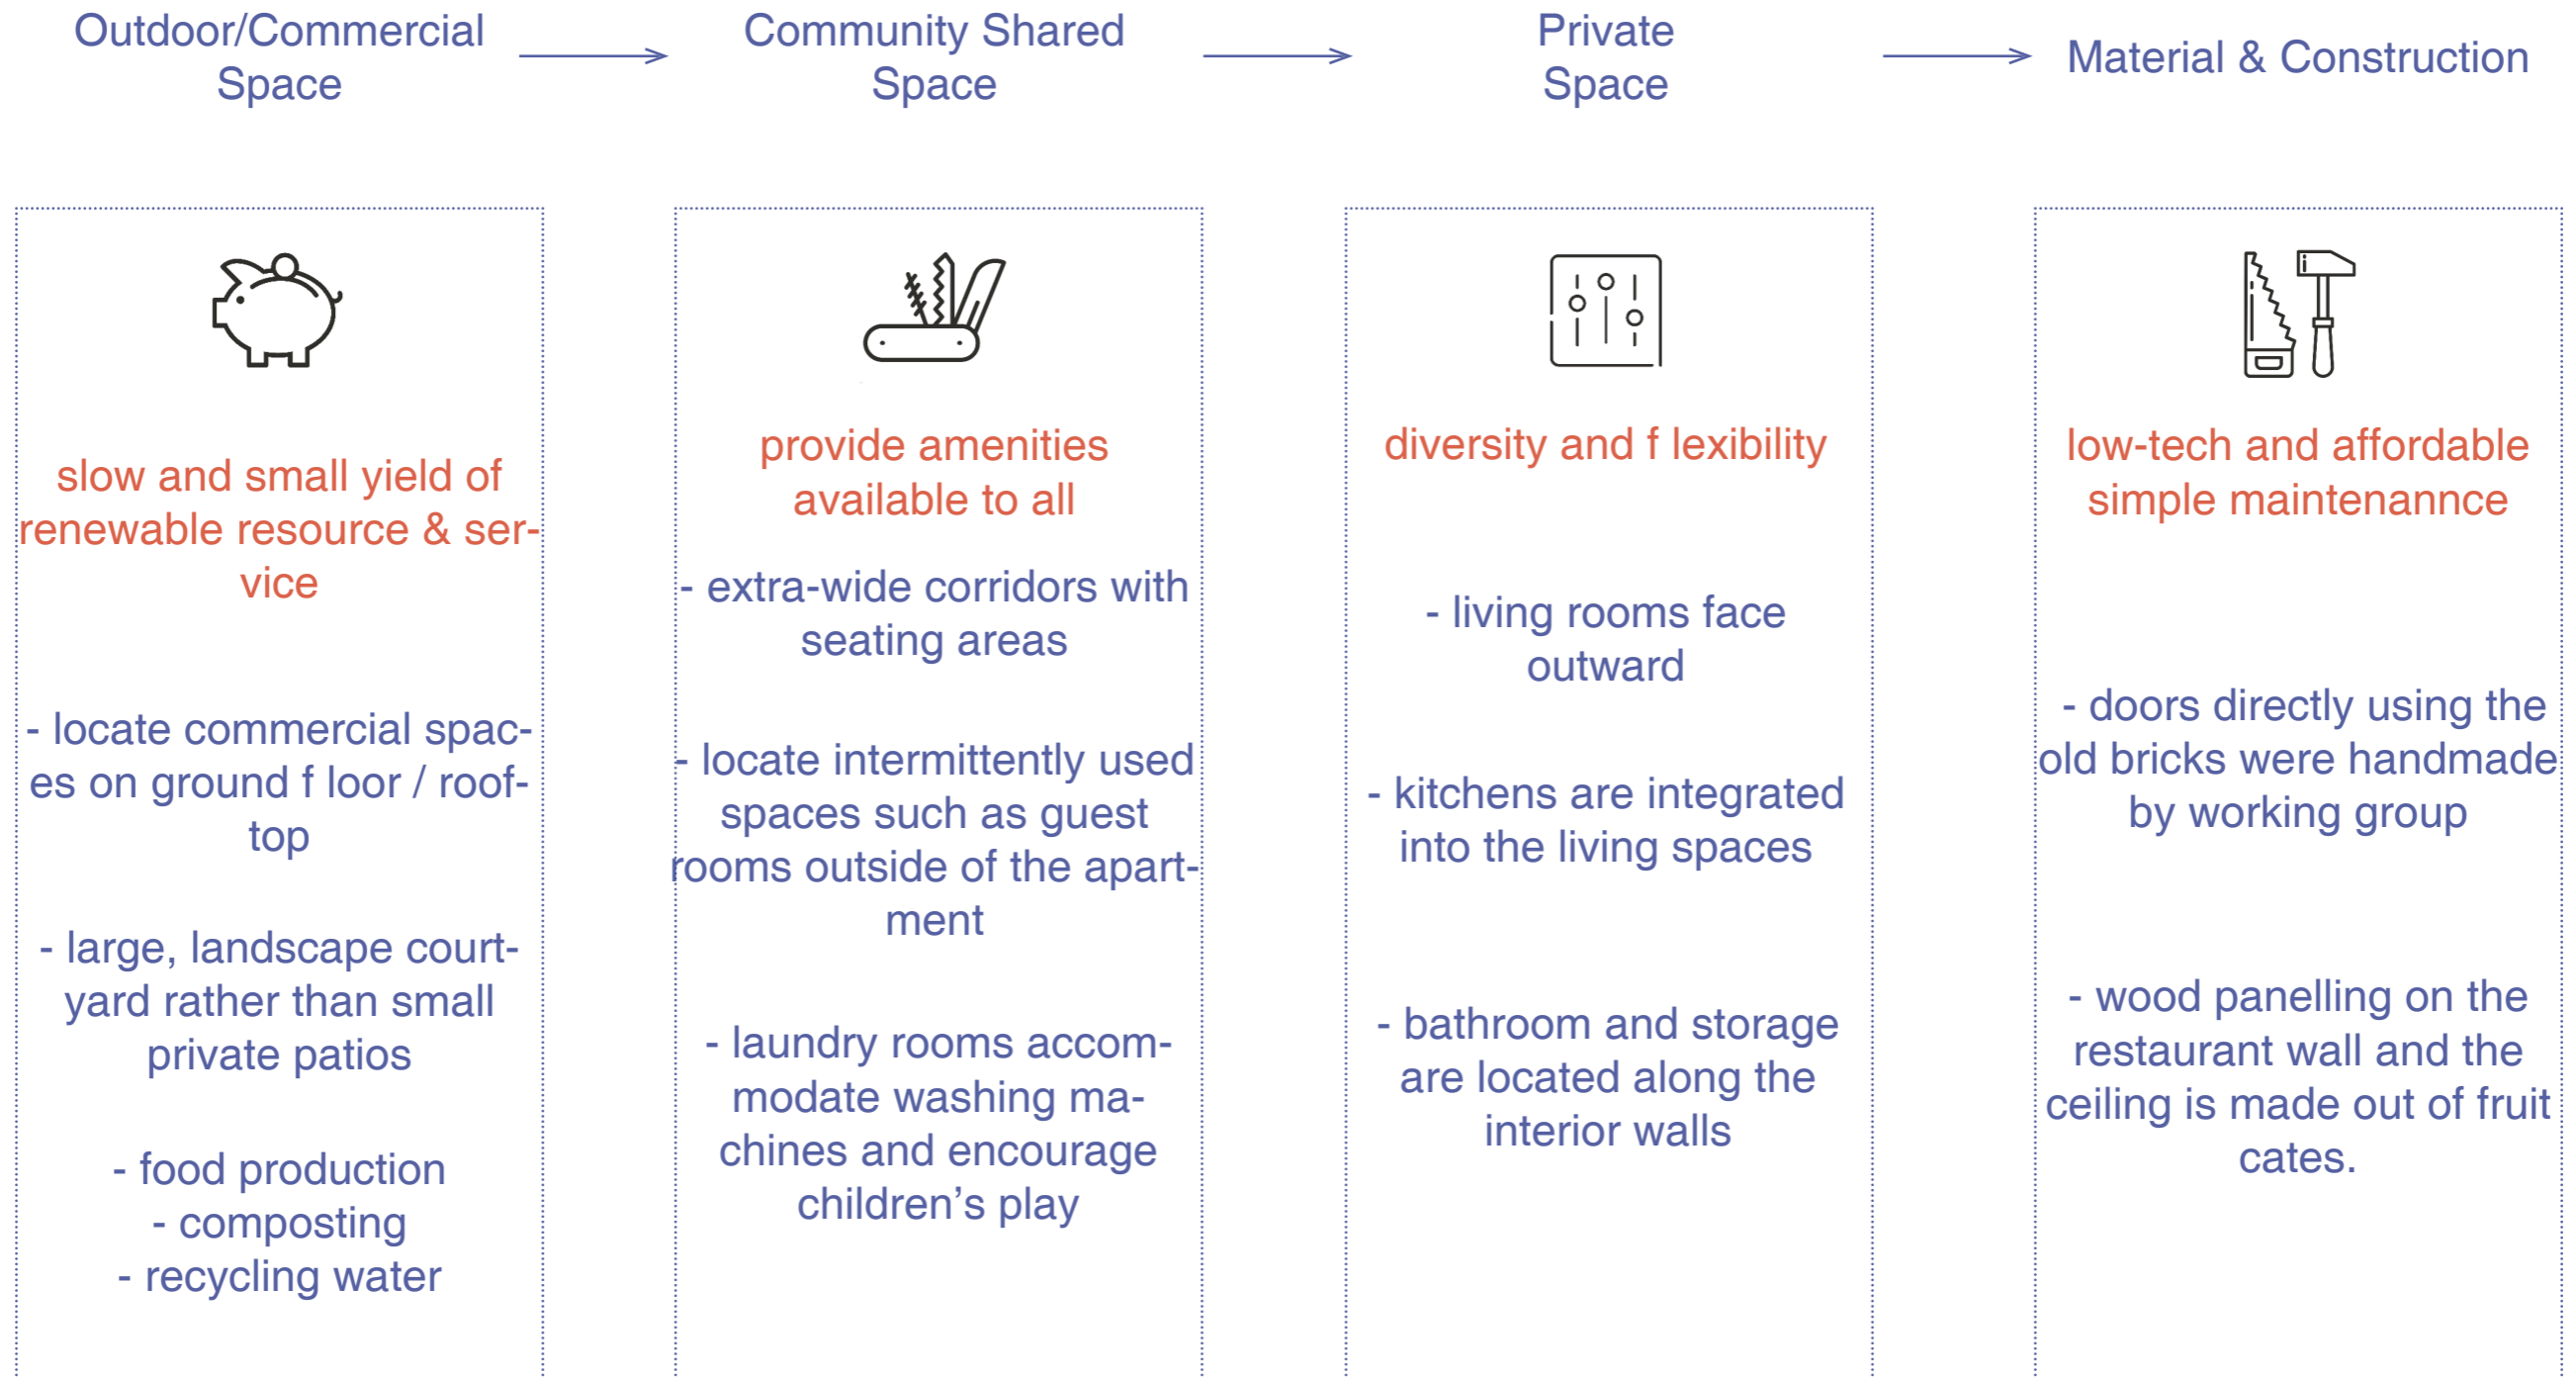 Outdoor/Commercial
Space
Community Shared
Space
Private
Space
Material & Construction
slow and small yield of
renewable resource & ser-
vice
- locate commercial spac-
es on ground f loor / roof-
top
- large, landscape court-
yard rather than small
private patios
- food production
- composting
- recycling water
provide amenities
available to all
- extra-wide corridors with
seating areas
- locate intermittently used
spaces such as guest
rooms outside of the apart-
ment
- laundry rooms accom-
modate washing ma-
chines and encourage
children’s play
diversity and f lexibility
- living rooms face
outward
- kitchens are integrated
into the living spaces
- bathroom and storage
are located along the
interior walls
low-tech and affordable
simple maintenannce
- doors directly using the
old bricks were handmade
by working group
- wood panelling on the
restaurant wall and the
ceiling is made out of fruit
cates.